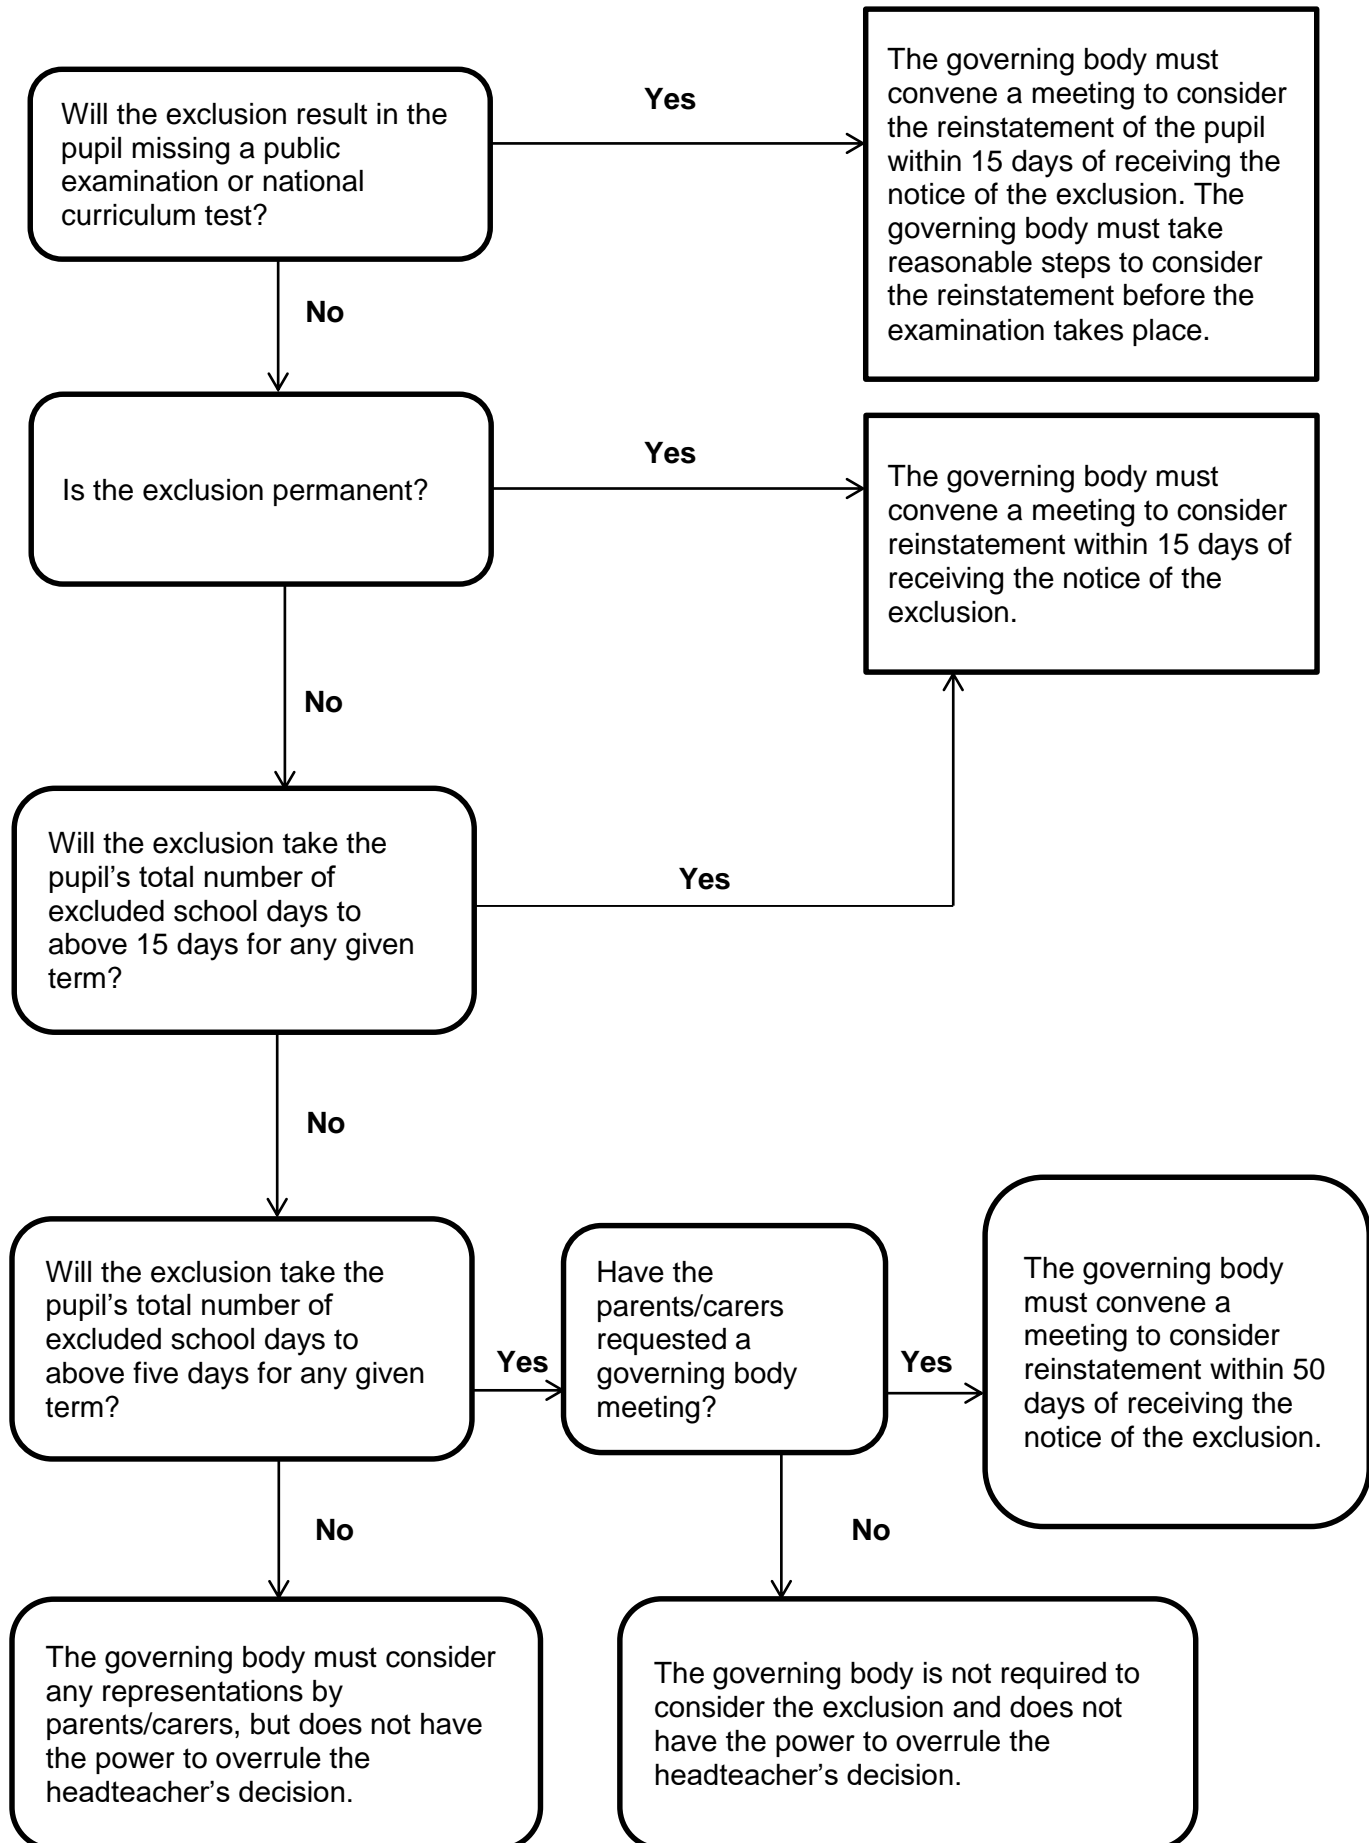 Will the exclusion result in the
pupil missing a public
examination or national
curriculum test?
Yes
The governing body must
convene a meeting to consider
the reinstatement of the pupil
within 15 days of receiving the
notice of the exclusion. The
governing body must take
reasonable steps to consider
the reinstatement before the
examination takes place.
No
Is the exclusion permanent?
Yes
The governing body must
convene a meeting to consider
reinstatement within 15 days of
receiving the notice of the
exclusion.
No
Will the exclusion take the
pupil’s total number of
excluded school days to
above 15 days for any given
term?
Yes
No
Will the exclusion take the
pupil’s total number of
excluded school days to
above five days for any given
term?
Yes
Have the
parents/carers
requested a
governing body
meeting?
Yes
The governing body
must convene a
meeting to consider
reinstatement within 50
days of receiving the
notice of the exclusion.
No
No
The governing body must consider
any representations by
parents/carers, but does not have
the power to overrule the
headteacher’s decision.
The governing body is not required to
consider the exclusion and does not
have the power to overrule the
headteacher’s decision.